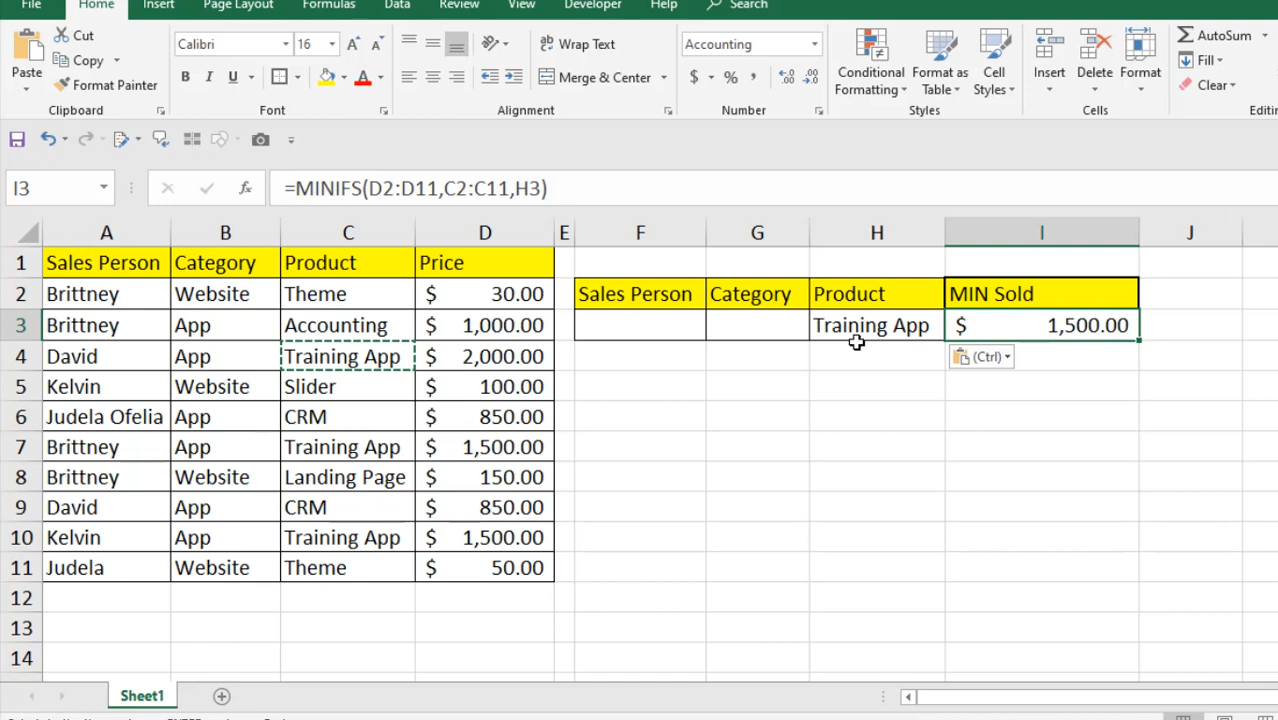 File Home Insert Page Layout Formulas Data Review View Developer Help Search
Cut
Copy
Format Painter
Paste
Calibri 16
B I U
A A
A
ab Wrap Text
Merge & Center
Accounting
$ % ,
Conditional Formatting
Format as Table
Cell Styles
Insert Delete Format
Σ AutoSum
Fill
Clear
Clipboard Font Alignment Number Styles Cells
I3 fx =MINIFS(D2:D11,C2:C11,H3)
A B C D E F G H I J
1 Sales Person Category Product Price
2 Brittney Website Theme $ 30.00 Sales Person Category Product MIN Sold
3 Brittney App Accounting $ 1,000.00 Training App $ 1,500.00
4 David App Training App $ 2,000.00 (Ctrl)
5 Kelvin Website Slider $ 100.00
6 Judela Ofelia App CRM $ 850.00
7 Brittney App Training App $ 1,500.00
8 Brittney Website Landing Page $ 150.00
9 David App CRM $ 850.00
10 Kelvin App Training App $ 1,500.00
11 Judela Website Theme $ 50.00
12
13
14
Sheet1